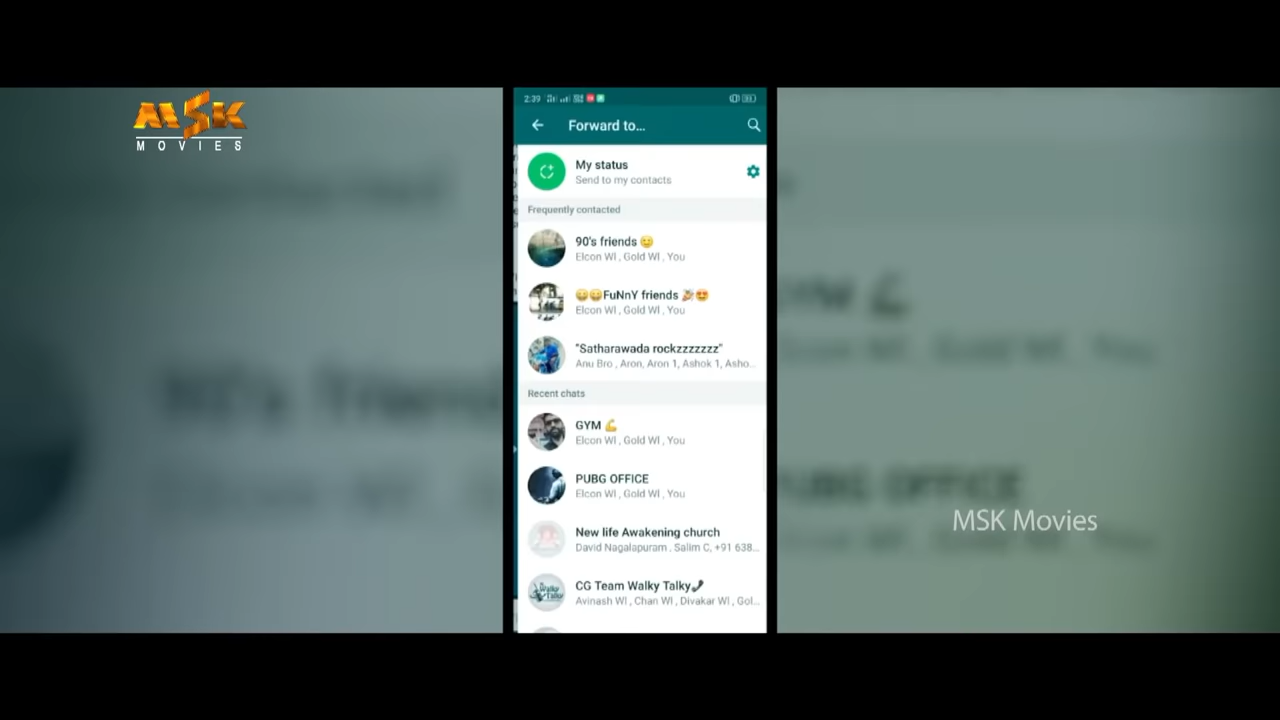 MSK
MOVIES
2:39
Forward to...
My status
Send to my contacts
Frequently contacted
90's friends 🙂
Elcon Wl , Gold Wl , You
😄😄FuNnY friends 🎉😍
Elcon Wl , Gold Wl , You
"Satharawada rockzzzzzzz"
Anu Bro , Aron, Aron 1, Ashok 1, Asho...
Recent chats
GYM 💪
Elcon Wl , Gold Wl , You
PUBG OFFICE
Elcon Wl , Gold Wl , You
New life Awakening church
David Nagalapuram , Salim C, +91 638...
CG Team Walky Talky
Avinash Wl , Chan Wl , Divakar Wl , Gol...
MSK Movies
PUBG OFFICE